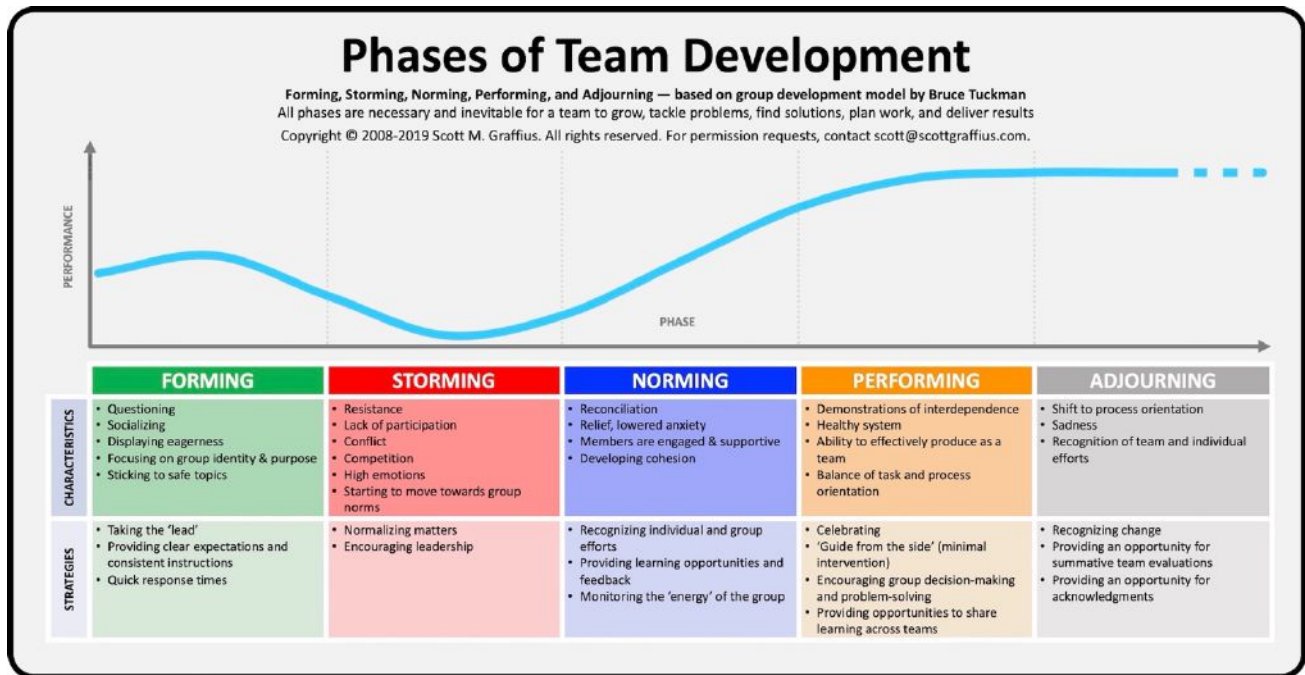 Phases of Team Development
Forming, Storming, Norming, Performing, and Adjourning — based on group development model by Bruce Tuckman
All phases are necessary and inevitable for a team to grow, tackle problems, find solutions, plan work, and deliver results
Copyright © 2008-2019 Scott M. Graffius. All rights reserved. For permission requests, contact scott@scottgraffius.com.
PERFORMANCE
PHASE
FORMING
STORMING
NORMING
PERFORMING
ADJOURNING
CHARACTERISTICS
• Questioning
• Socializing
• Displaying eagerness
• Focusing on group identity & purpose
• Sticking to safe topics
• Resistance
• Lack of participation
• Conflict
• Competition
• High emotions
• Starting to move towards group
norms
• Reconciliation
• Relief, lowered anxiety
• Members are engaged & supportive
• Developing cohesion
• Demonstrations of interdependence
• Healthy system
• Ability to effectively produce as a
team
• Balance of task and process
orientation
• Shift to process orientation
• Sadness
• Recognition of team and individual
efforts
STRATEGIES
• Taking the ‘lead’
• Providing clear expectations and
consistent instructions
• Quick response times
• Normalizing matters
• Encouraging leadership
• Recognizing individual and group
efforts
• Providing learning opportunities and
feedback
• Monitoring the ‘energy’ of the group
• Celebrating
• ‘Guide from the side’ (minimal
intervention)
• Encouraging group decision-making
and problem-solving
• Providing opportunities to share
learning across teams
• Recognizing change
• Providing an opportunity for
summative team evaluations
• Providing an opportunity for
acknowledgments